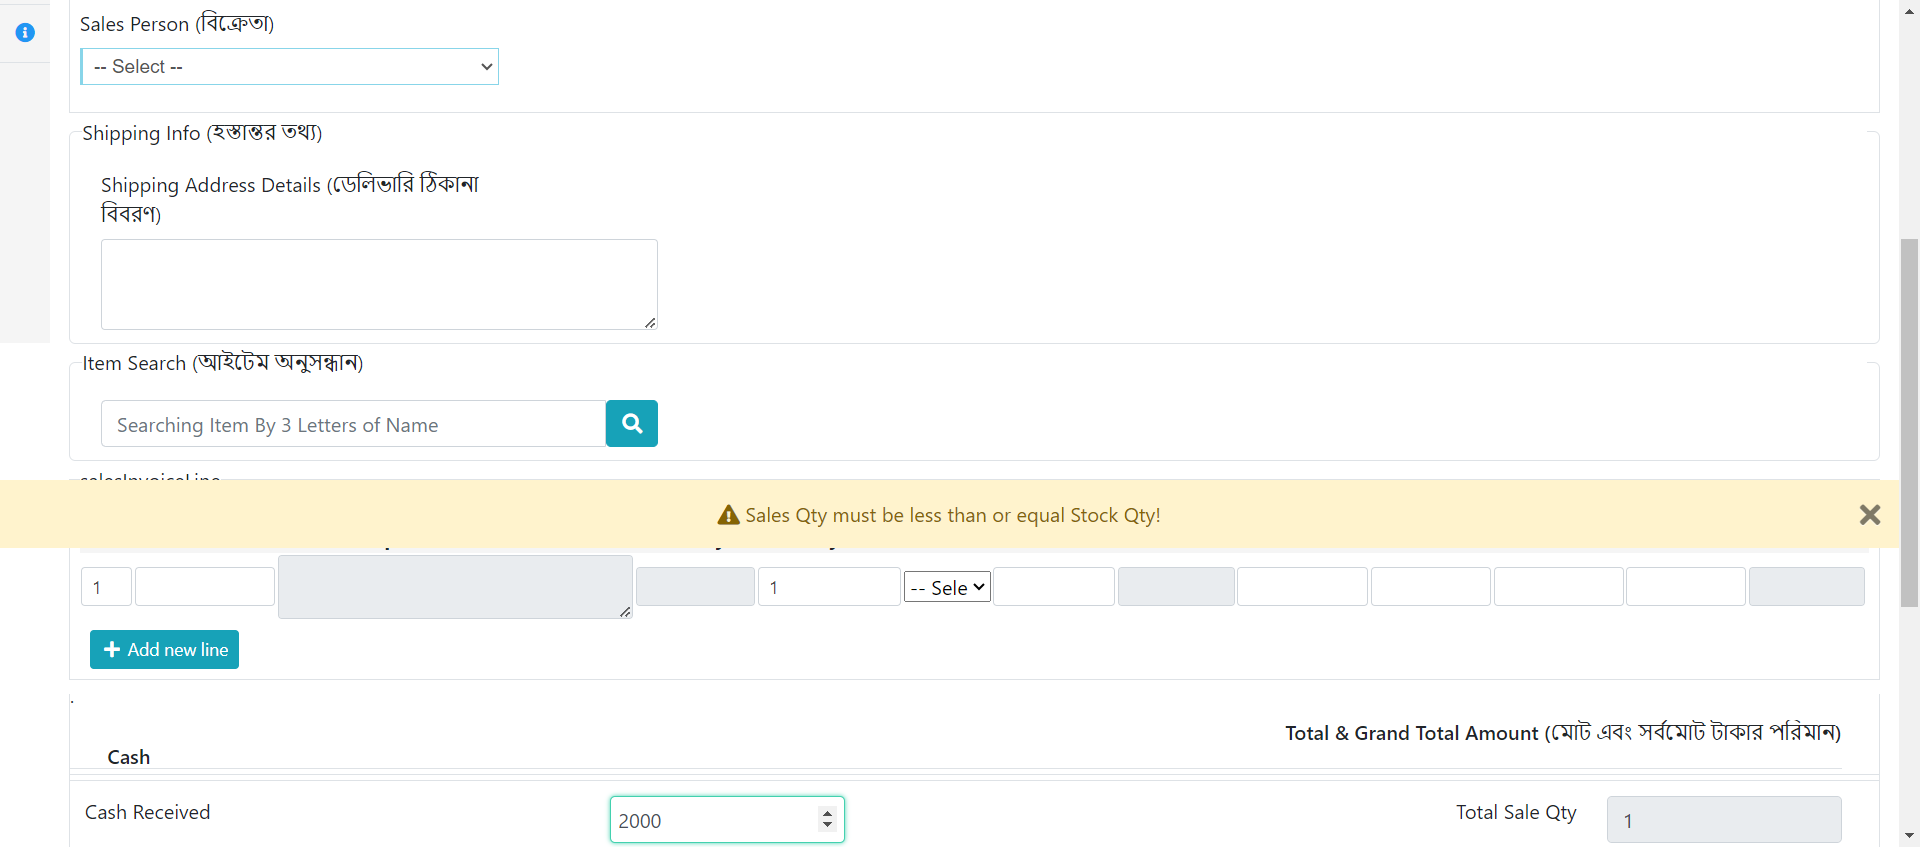 Sales Person (বিক্রেতা)
-- Select --
Shipping Info (হস্তান্তর তথ্য)
Shipping Address Details (ডেলিভারি ঠিকানা
বিবরণ)
Item Search (আইটেম অনুসন্ধান)
Searching Item By 3 Letters of Name
salesInvoiceLine
Sales Qty must be less than or equal Stock Qty!
1 1 -- Sele
Add new line
.
Total & Grand Total Amount (মোট এবং সর্বমোট টাকার পরিমান)
Cash
Cash Received 2000 Total Sale Qty 1